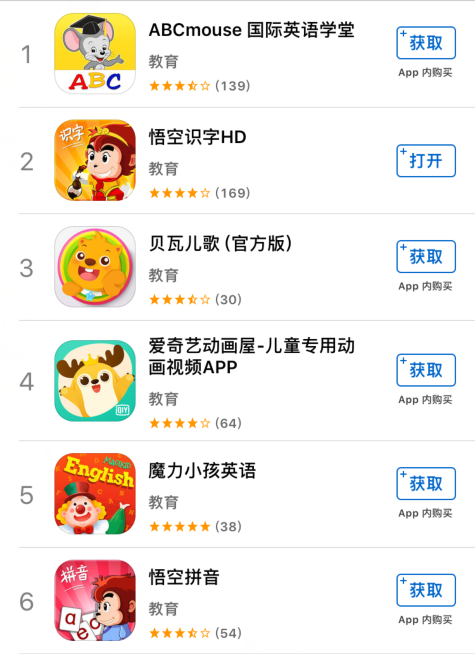 1
ABC
ABCmouse 国际英语学堂
教育
(139)
+获取
App 内购买
2
识字
悟空识字HD
教育
(169)
+打开
3
贝瓦儿歌（官方版）
教育
(30)
+获取
App 内购买
4
QIY
爱奇艺动画屋-儿童专用动
画视频APP
教育
(64)
+获取
App 内购买
5
Magican
English
魔力小孩英语
教育
(38)
+获取
App 内购买
6
拼音
a e c
悟空拼音
教育
(54)
+获取
App 内购买